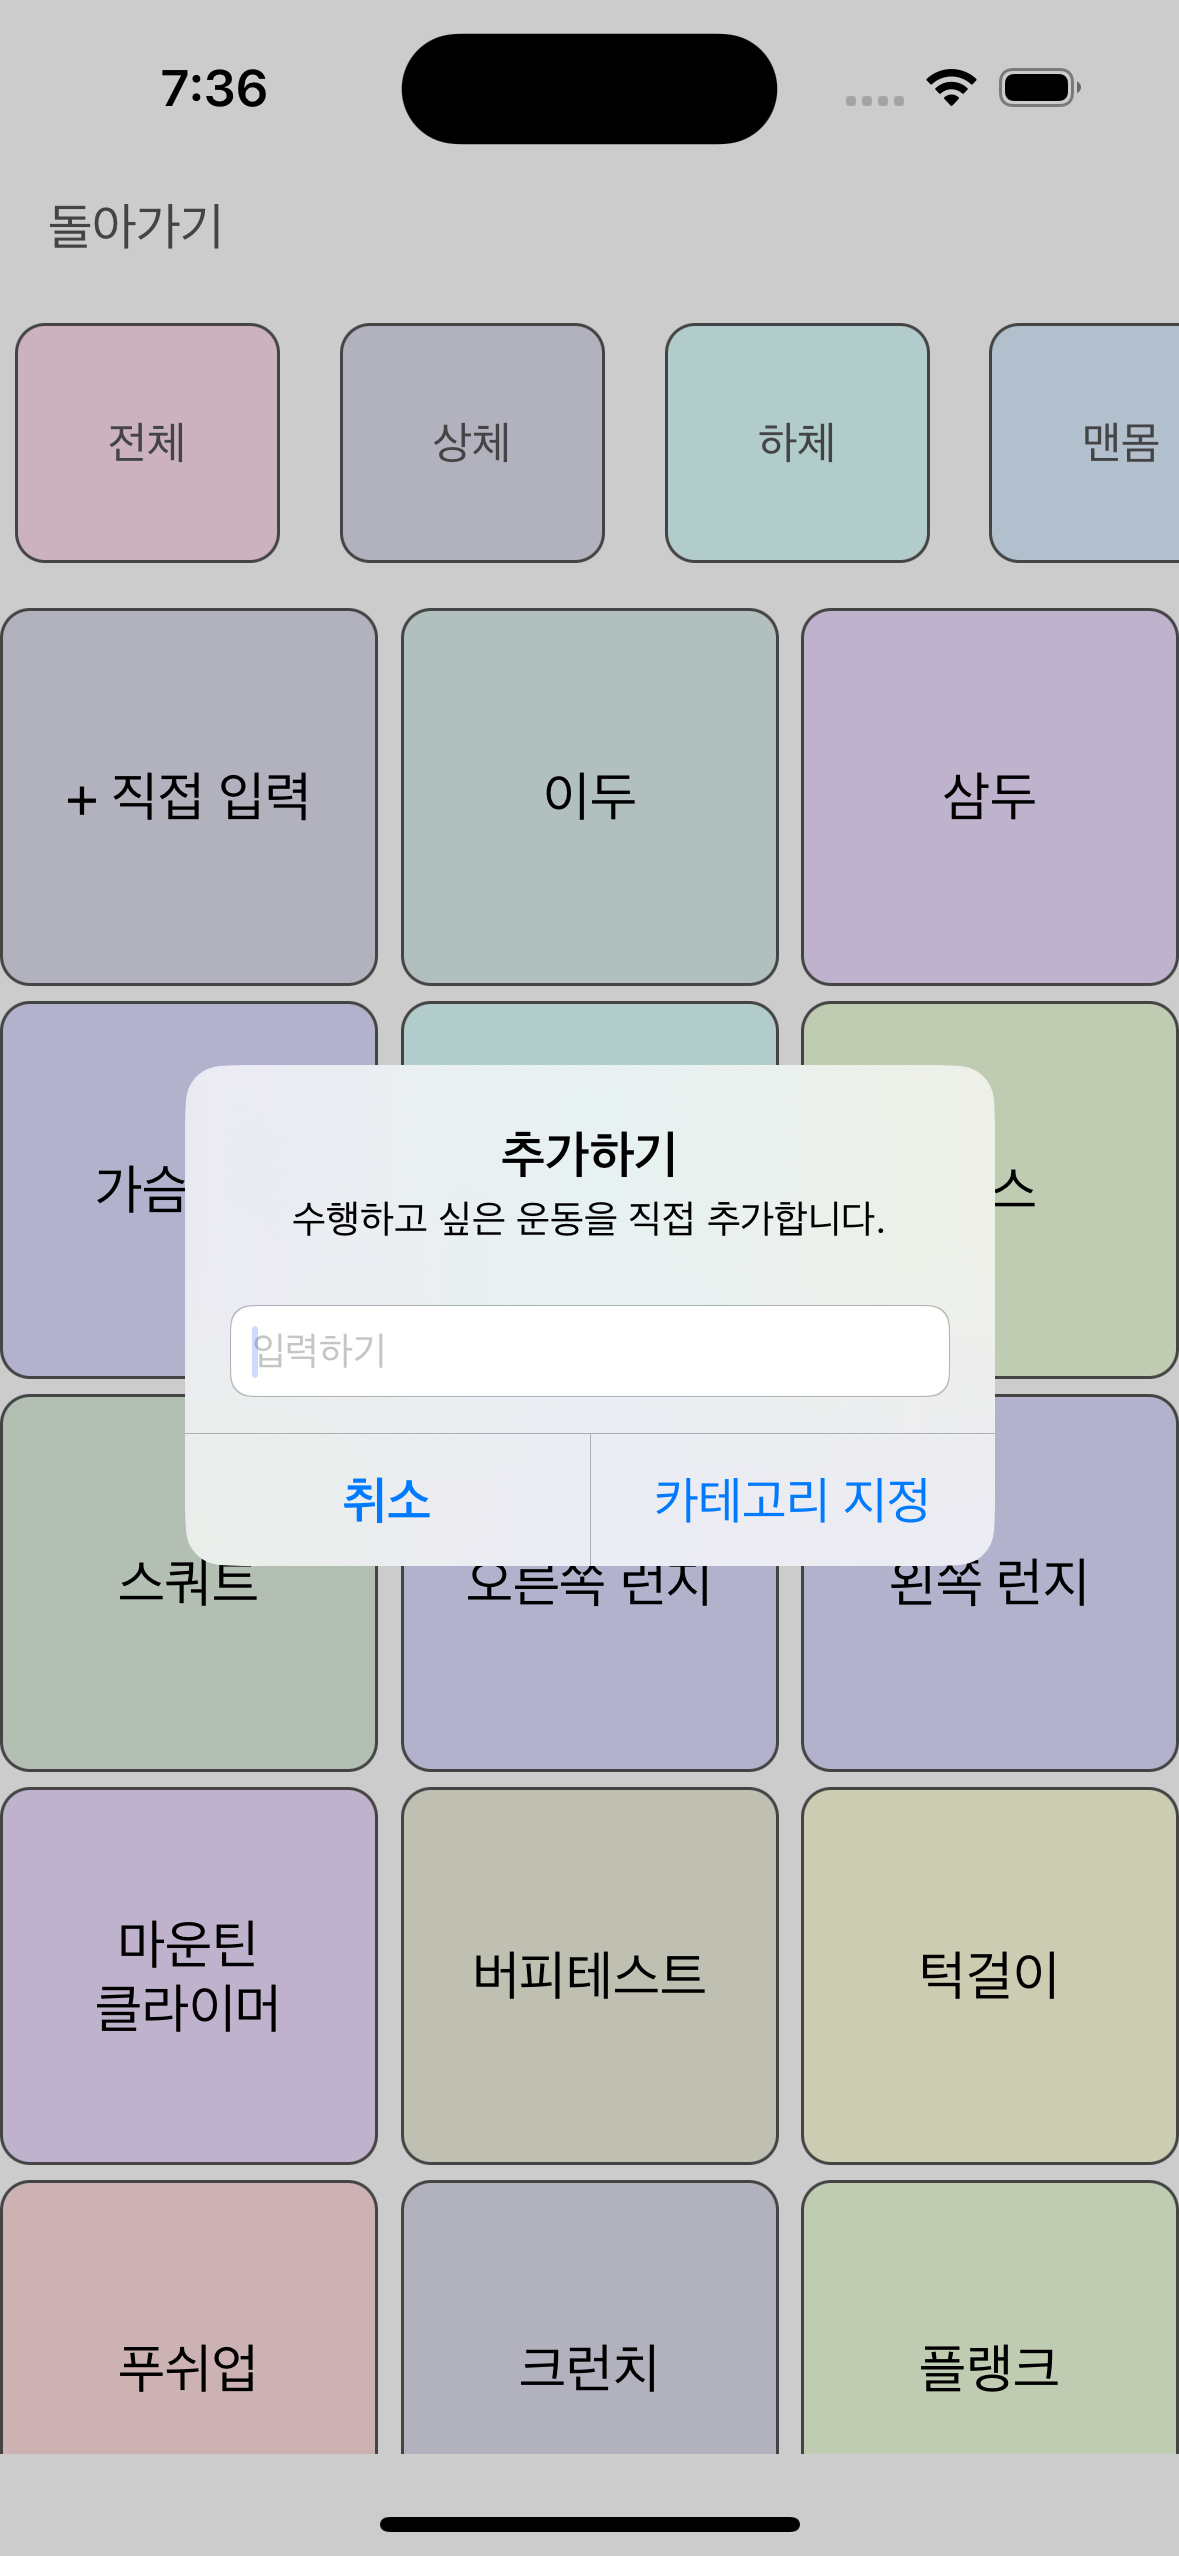 7:36
돌아가기
전체
상체
하체
맨몸
+ 직접 입력
이두
삼두
추가하기
수행하고 싶은 운동을 직접 추가합니다.
입력하기
취소
카테고리 지정
스쿼트
오른쪽 런지
왼쪽 런지
마운틴
클라이머
버피테스트
턱걸이
푸쉬업
크런치
플랭크